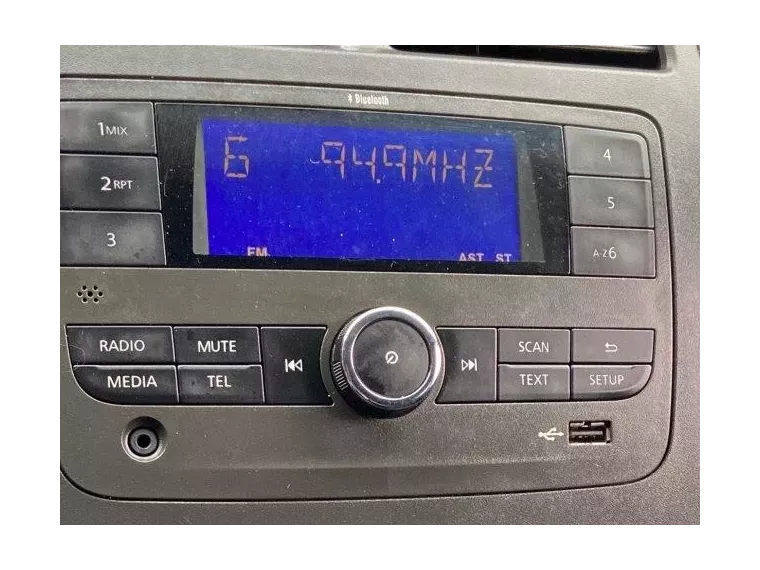 Bluetooth
1MIX
2RPT
3
6 94.9MHZ
FM AST ST
4
5
A-Z6
RADIO MUTE
MEDIA TEL
SCAN
TEXT SETUP